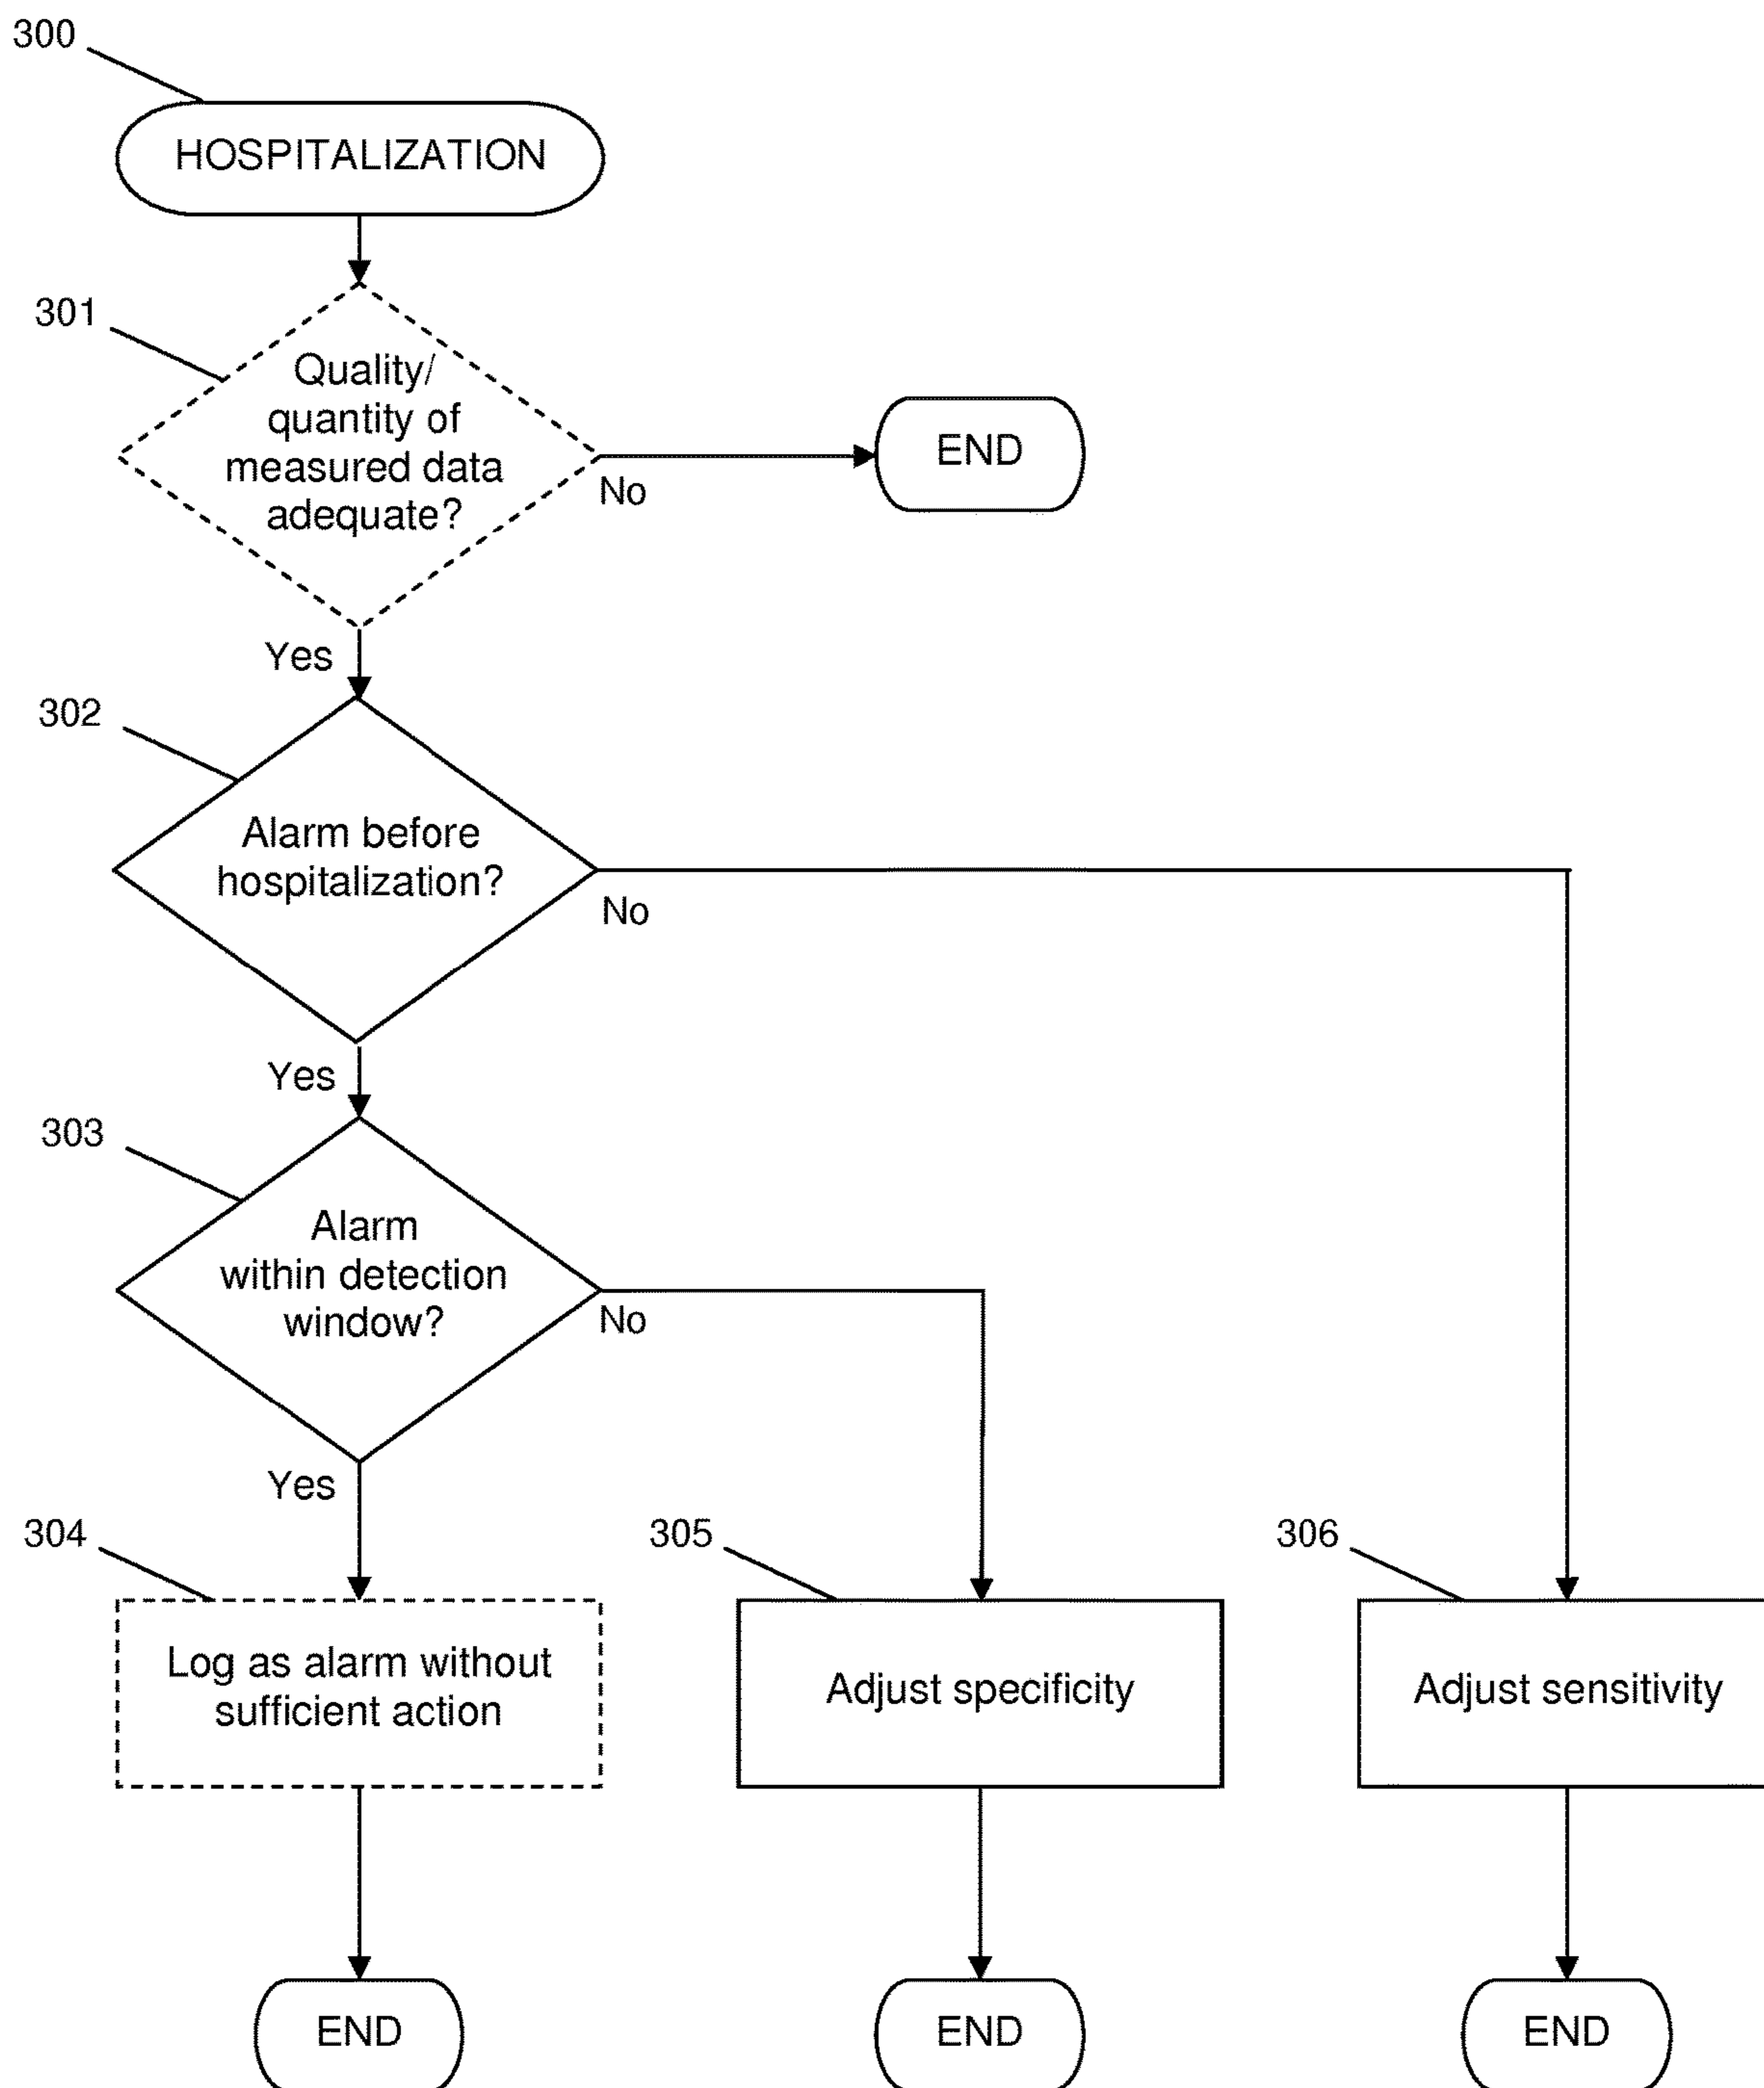 300
HOSPITALIZATION
301
Quality/
quantity of
measured data
adequate?
No
END
Yes
302
Alarm before
hospitalization?
No
Yes
303
Alarm
within detection
window?
No
Yes
304
305
306
Log as alarm without
sufficient action
Adjust specificity
Adjust sensitivity
END
END
END